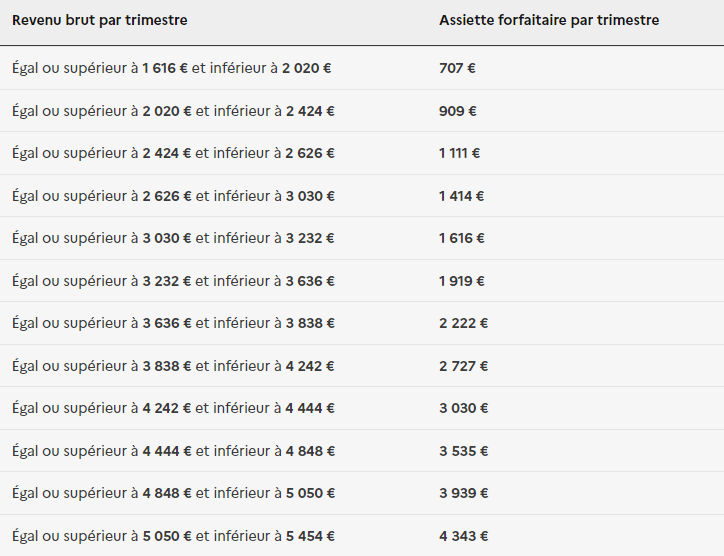 Revenu brut par trimestre Assiette forfaitaire par trimestre
Égal ou supérieur à 1 616 € et inférieur à 2 020 € 707 €
Égal ou supérieur à 2 020 € et inférieur à 2 424 € 909 €
Égal ou supérieur à 2 424 € et inférieur à 2 626 € 1 111 €
Égal ou supérieur à 2 626 € et inférieur à 3 030 € 1 414 €
Égal ou supérieur à 3 030 € et inférieur à 3 232 € 1 616 €
Égal ou supérieur à 3 232 € et inférieur à 3 636 € 1 919 €
Égal ou supérieur à 3 636 € et inférieur à 3 838 € 2 222 €
Égal ou supérieur à 3 838 € et inférieur à 4 242 € 2 727 €
Égal ou supérieur à 4 242 € et inférieur à 4 444 € 3 030 €
Égal ou supérieur à 4 444 € et inférieur à 4 848 € 3 535 €
Égal ou supérieur à 4 848 € et inférieur à 5 050 € 3 939 €
Égal ou supérieur à 5 050 € et inférieur à 5 454 € 4 343 €